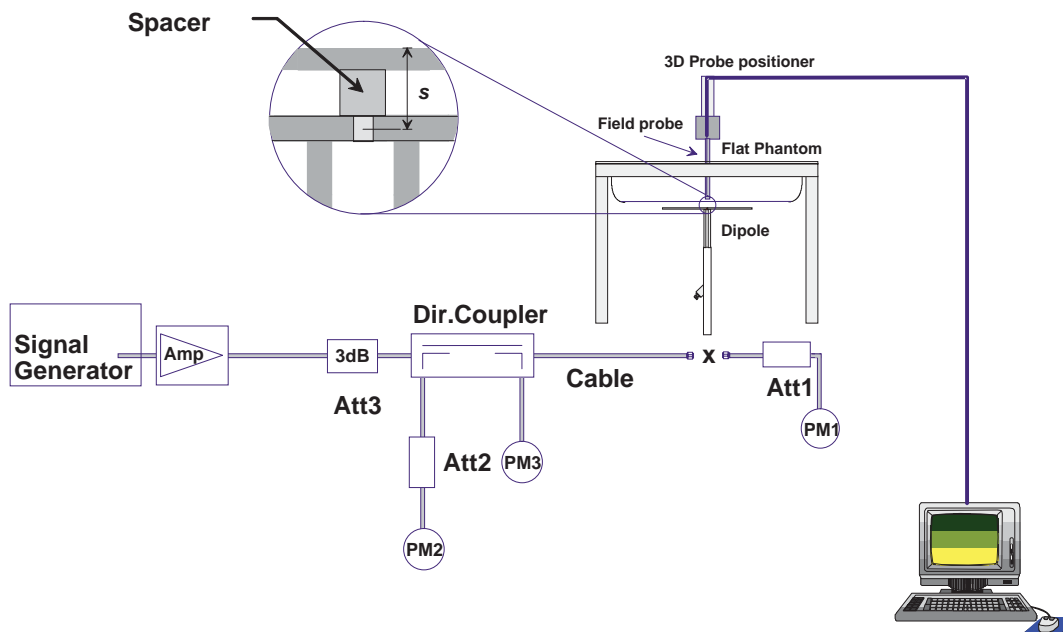 Spacer
s
3D Probe positioner
Field probe
Flat Phantom
Dipole
Dir.Coupler
Signal
Generator
Amp
3dB
Att3
Cable
x
Att1
PM1
Att2
PM3
PM2